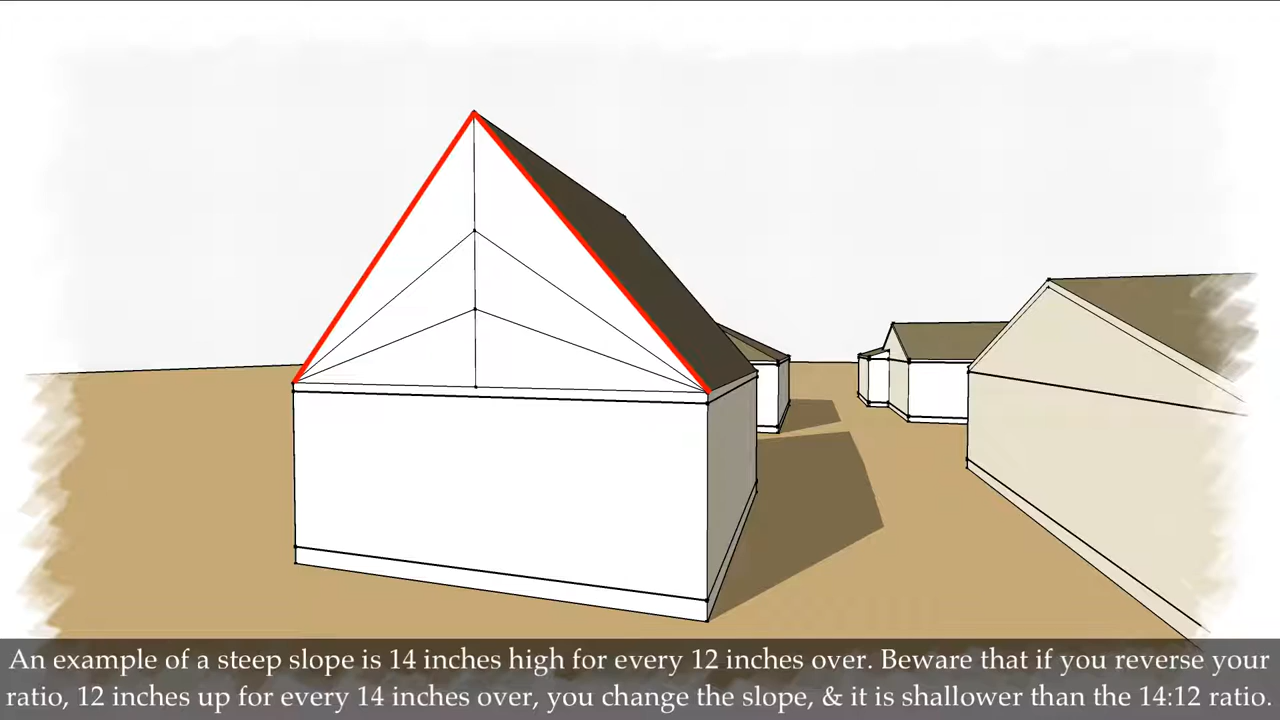 An example of a steep slope is 14 inches high for every 12 inches over. Beware that if you reverse your
ratio, 12 inches up for every 14 inches over, you change the slope, & it is shallower than the 14:12 ratio.